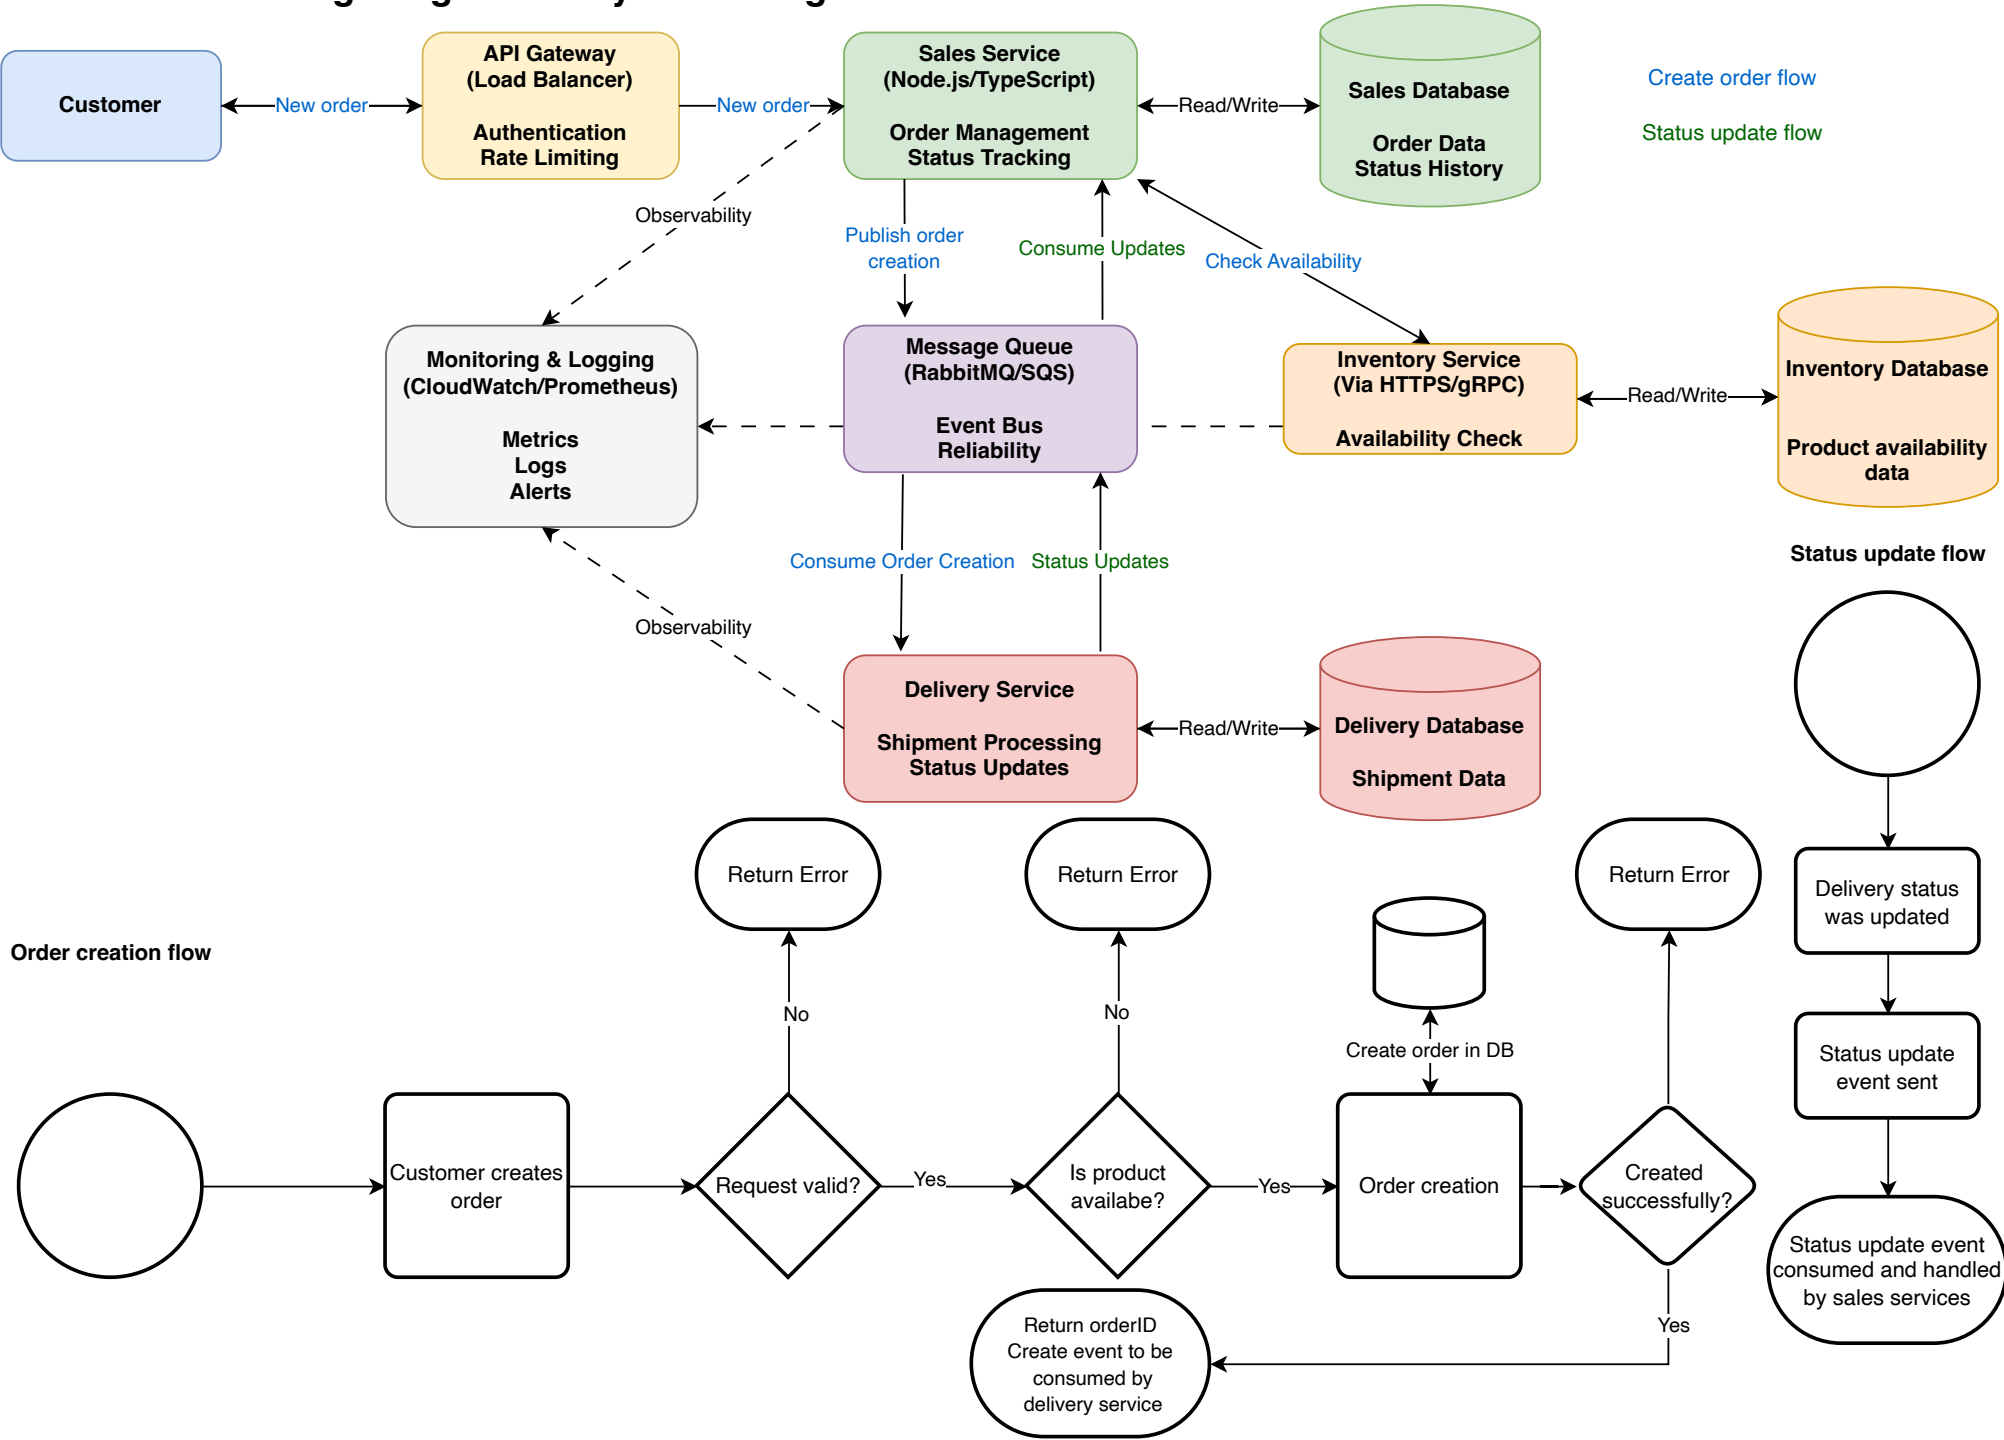 Customer
New order
API Gateway
(Load Balancer)
Authentication
Rate Limiting
New order
Sales Service
(Node.js/TypeScript)
Order Management
Status Tracking
Read/Write
Sales Database
Order Data
Status History
Create order flow
Status update flow
Observability
Publish order
creation
Consume Updates
Check Availability
Monitoring & Logging
(CloudWatch/Prometheus)
Metrics
Logs
Alerts
Message Queue
(RabbitMQ/SQS)
Event Bus
Reliability
Inventory Service
(Via HTTPS/gRPC)
Availability Check
Read/Write
Inventory Database
Product availability
data
Consume Order Creation
Status Updates
Observability
Delivery Service
Shipment Processing
Status Updates
Read/Write
Delivery Database
Shipment Data
Status update flow
Delivery status
was updated
Status update
event sent
Status update event
consumed and handled
by sales services
Order creation flow
Return Error
Return Error
Return Error
No
No
Create order in DB
Customer creates
order
Request valid?
Yes
Is product
availabe?
Yes
Order creation
Created
successfully?
Yes
Return orderID
Create event to be
consumed by
delivery service